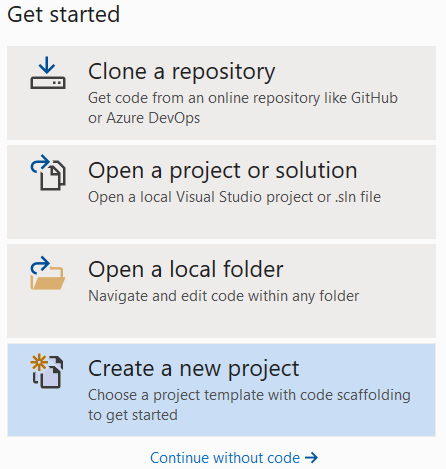 Get started
Clone a repository
Get code from an online repository like GitHub
or Azure DevOps
Open a project or solution
Open a local Visual Studio project or .sln file
Open a local folder
Navigate and edit code within any folder
Create a new project
Choose a project template with code scaffolding
to get started
Continue without code →